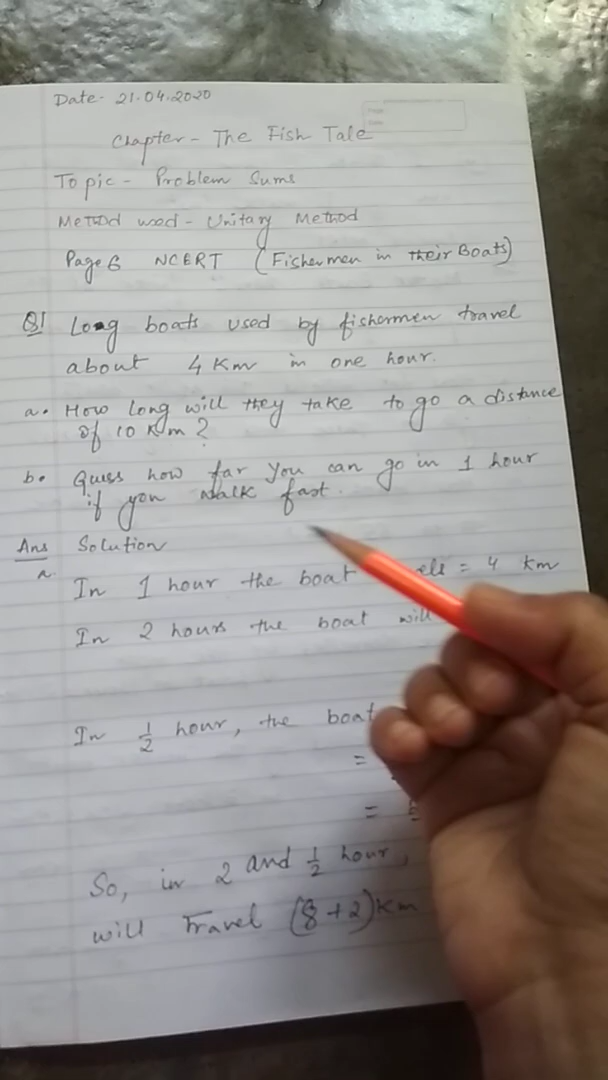 Date- 21.04.2020
Chapter - The Fish Tale
Topic - Problem Sums
Method used - Unitary Method
Page 6 NCERT (Fishermen in their Boats)
Q1 Long boats used by fishermen travel
about 4 Km in one hour.
a. How long will they take to go a distance
of 10 Km?
b. Guess how far you can go in 1 hour
if you walk fast.
Ans Solution
a. In 1 hour the boat = 4 km
In 2 hours the boat will
In 1/2 hour, the boat
=
=
So, in 2 and 1/2 hour,
will Travel (8+2)Km